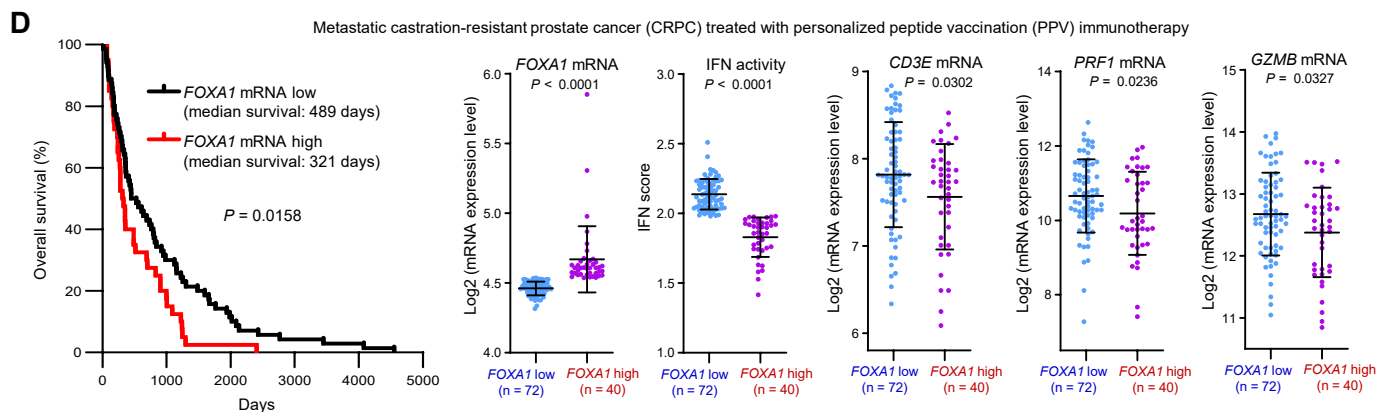 D
Metastatic castration-resistant prostate cancer (CRPC) treated with personalized peptide vaccination (PPV) immunotherapy
Overall survival (%)
100
80
60
40
20
0
0
1000
2000
3000
4000
5000
Days
FOXA1 mRNA low
(median survival: 489 days)
FOXA1 mRNA high
(median survival: 321 days)
P = 0.0158
FOXA1 mRNA
P < 0.0001
Log2 (mRNA expression level)
6.0
5.5
5.0
4.5
4.0
FOXA1 low
(n = 72)
FOXA1 high
(n = 40)
IFN activity
P < 0.0001
IFN score
3.0
2.5
2.0
1.5
1.0
FOXA1 low
(n = 72)
FOXA1 high
(n = 40)
CD3E mRNA
P = 0.0302
Log2 (mRNA expression level)
9
8
7
6
FOXA1 low
(n = 72)
FOXA1 high
(n = 40)
PRF1 mRNA
P = 0.0236
Log2 (mRNA expression level)
14
12
10
8
FOXA1 low
(n = 72)
FOXA1 high
(n = 40)
GZMB mRNA
P = 0.0327
Log2 (mRNA expression level)
15
14
13
12
11
FOXA1 low
(n = 72)
FOXA1 high
(n = 40)